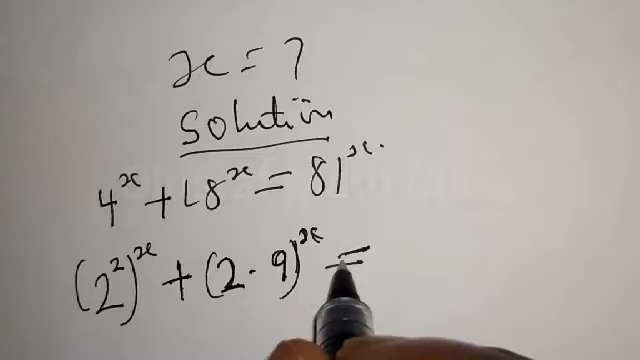 x = ?
Solution
4^x + 18^x = 81^x.
(2^2)^x + (2 · 9)^x =